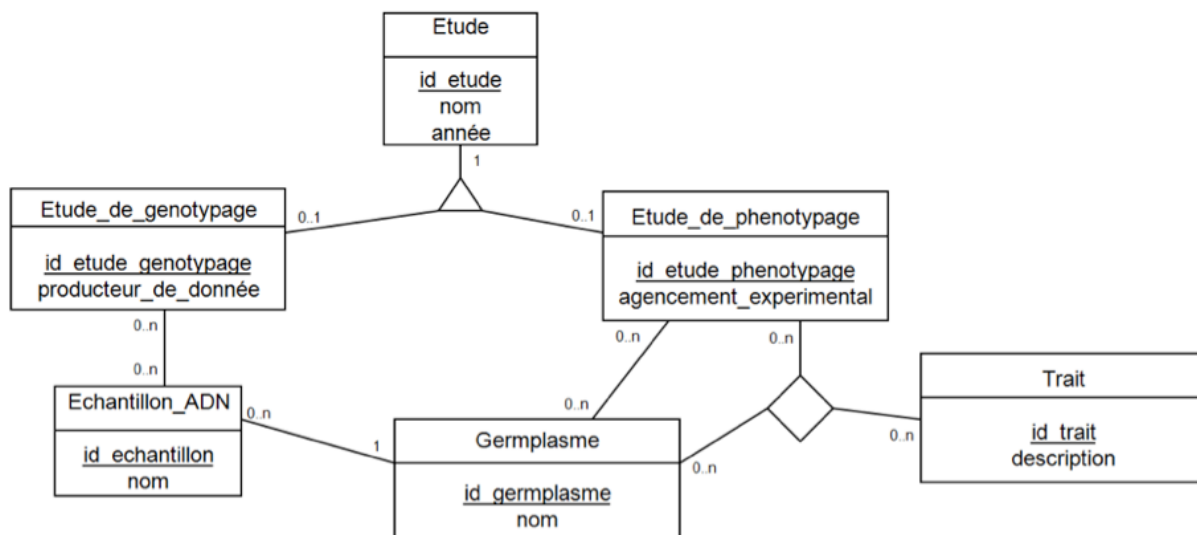 Etude
id_etude
nom
année
1
Etude_de_genotypage
0..1
0..1
Etude_de_phenotypage
id_etude_genotypage
producteur_de_donnée
id_etude_phenotypage
agencement_experimental
0..n
0..n
0..n
0..n
Echantillon_ADN
0..n
id_echantillon
nom
0..n
1
Germplasme
id_germplasme
nom
0..n
0..n
Trait
id_trait
description